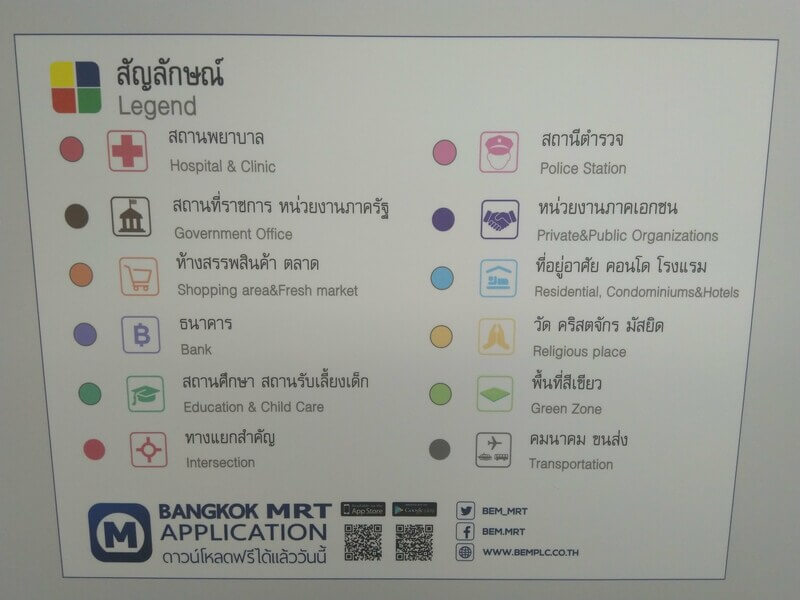 สัญลักษณ์
Legend
สถานพยาบาล
Hospital & Clinic
สถานที่ราชการ หน่วยงานภาครัฐ
Government Office
ห้างสรรพสินค้า ตลาด
Shopping area&Fresh market
ธนาคาร
Bank
สถานศึกษา สถานรับเลี้ยงเด็ก
Education & Child Care
ทางแยกสำคัญ
Intersection
สถานีตำรวจ
Police Station
หน่วยงานภาคเอกชน
Private&Public Organizations
ที่อยู่อาศัย คอนโด โรงแรม
Residential, Condominiums&Hotels
วัด คริสตจักร มัสยิด
Religious place
พื้นที่สีเขียว
Green Zone
คมนาคม ขนส่ง
Transportation
M
BANGKOK MRT
APPLICATION
ดาวน์โหลดฟรีได้แล้ววันนี้
App Store
Google play
BEM_MRT
BEM.MRT
WWW.BEMPLC.CO.TH